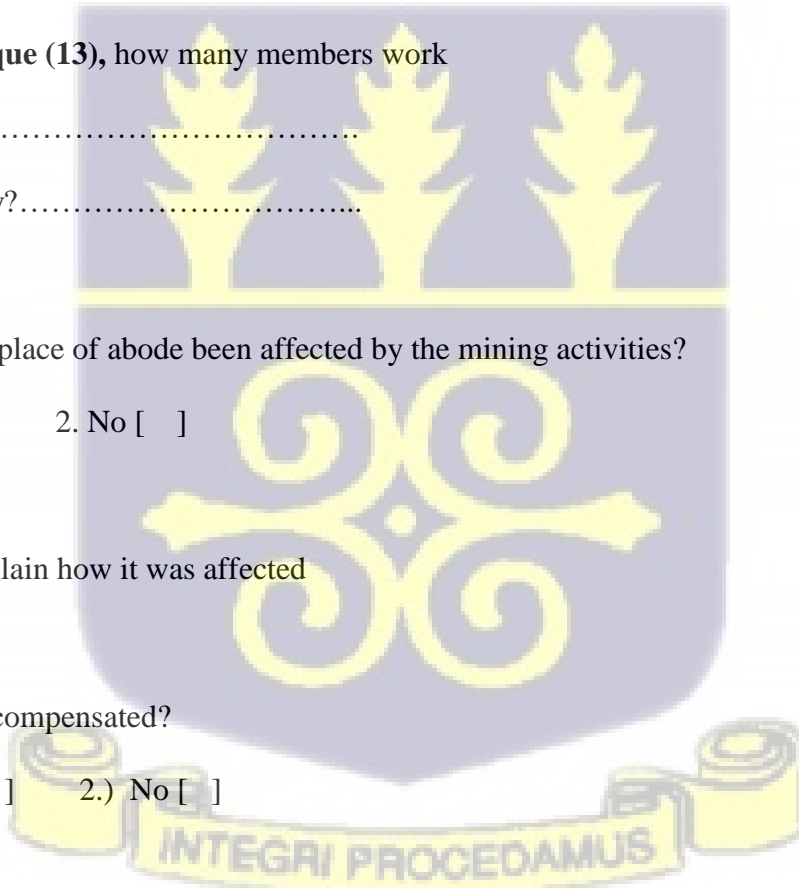 que (13), how many members work
……………………………….
y?………………………………...
place of abode been affected by the mining activities?
2. No [ ]
lain how it was affected
compensated?
] 2.) No [ ]
INTEGRI PROCEDAMUS